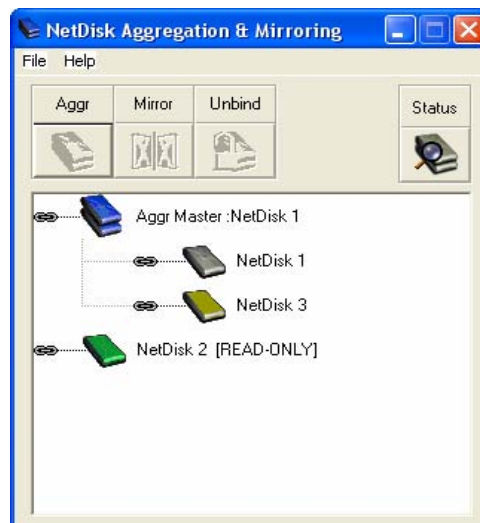 NetDisk Aggregation & Mirroring
File Help
Aggr Mirror Unbind Status
Aggr Master :NetDisk 1
NetDisk 1
NetDisk 3
NetDisk 2 [READ-ONLY]